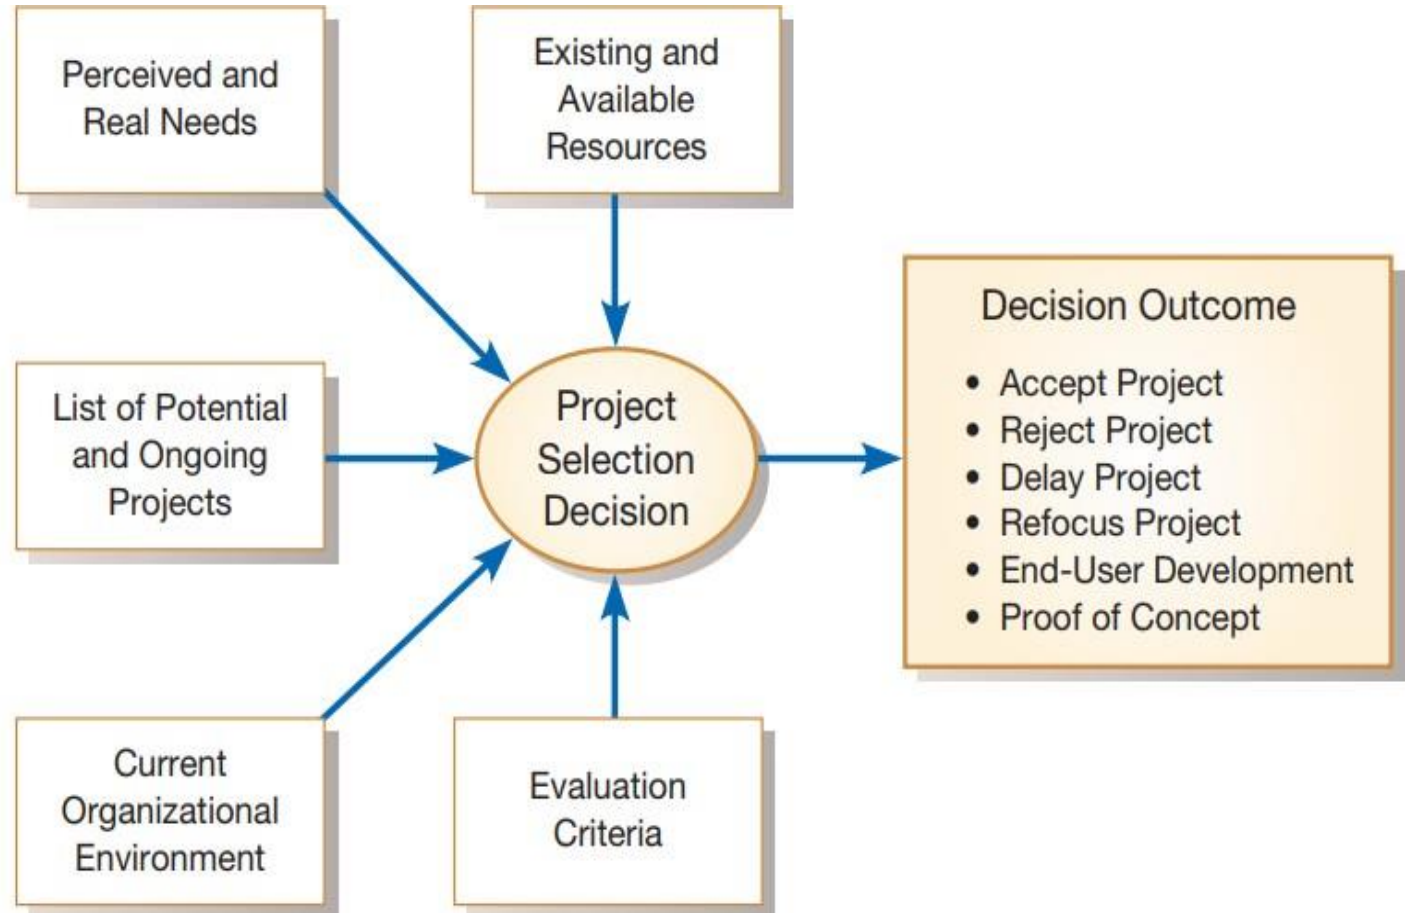 Perceived and
Real Needs
Existing and
Available
Resources
List of Potential
and Ongoing
Projects
Project
Selection
Decision
Decision Outcome
• Accept Project
• Reject Project
• Delay Project
• Refocus Project
• End-User Development
• Proof of Concept
Current
Organizational
Environment
Evaluation
Criteria